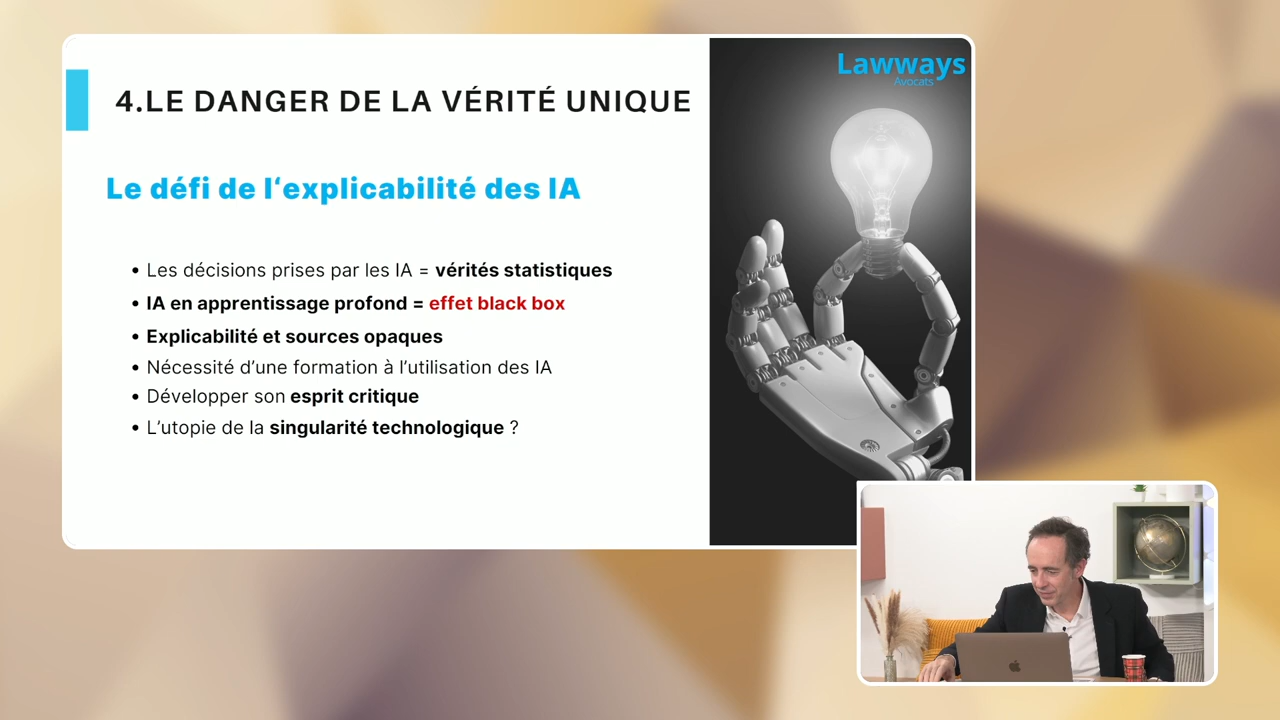 4.LE DANGER DE LA VÉRITÉ UNIQUE
Lawways
Avocats
Le défi de l‘explicabilité des IA
• Les décisions prises par les IA = vérités statistiques
• IA en apprentissage profond = effet black box
• Explicabilité et sources opaques
• Nécessité d’une formation à l’utilisation des IA
• Développer son esprit critique
• L’utopie de la singularité technologique ?